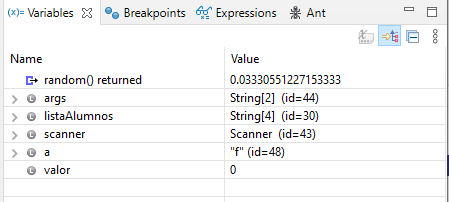 (x)= Variables Breakpoints Expressions Ant
Name Value
random() returned 0.03330551227153333
args String[2] (id=44)
listaAlumnos String[4] (id=30)
scanner Scanner (id=43)
a "f" (id=48)
valor 0